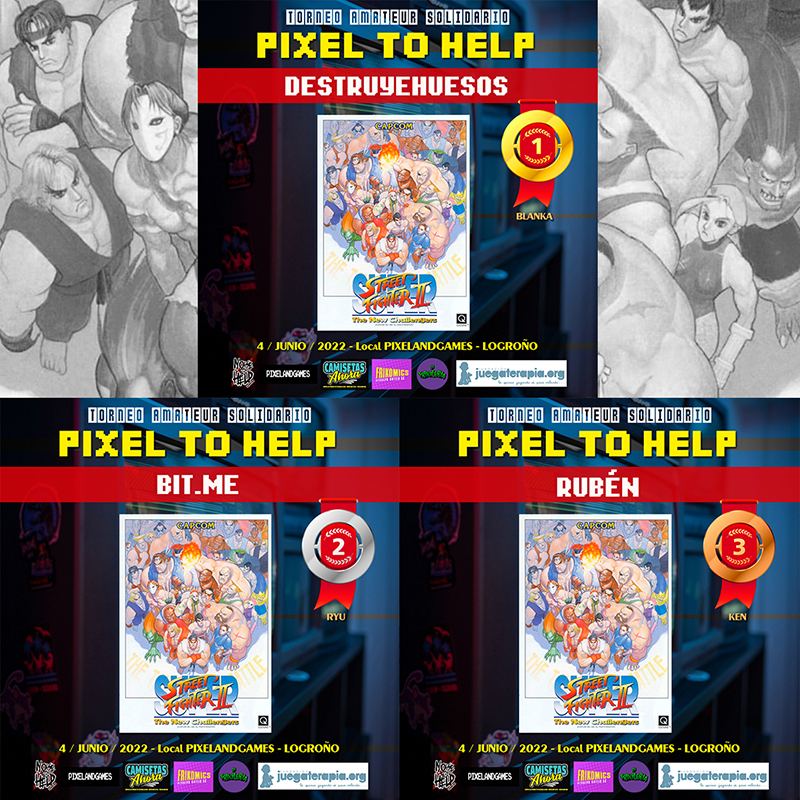 TORNEO AMATEUR SOLIDARIO
PIXEL TO HELP
DESTRUYEHUESOS
1
BLANKA
CAPCOM
SUPER
STREET
FIGHTER II
The New Challengers
4 / JUNIO / 2022 - Local PIXELANDGAMES - LOGROÑO
PIXELANDGAMES
CAMISETAS
Ahora
FRIKOMICS
juegaterapia.org
TORNEO AMATEUR SOLIDARIO
PIXEL TO HELP
BIT.ME
2
RYU
CAPCOM
SUPER
STREET
FIGHTER II
The New Challengers
4 / JUNIO / 2022 - Local PIXELANDGAMES - LOGROÑO
PIXELANDGAMES
CAMISETAS
Ahora
FRIKOMICS
juegaterapia.org
TORNEO AMATEUR SOLIDARIO
PIXEL TO HELP
RUBÉN
3
KEN
CAPCOM
SUPER
STREET
FIGHTER II
The New Challengers
4 / JUNIO / 2022 - Local PIXELANDGAMES - LOGROÑO
PIXELANDGAMES
CAMISETAS
Ahora
FRIKOMICS
juegaterapia.org